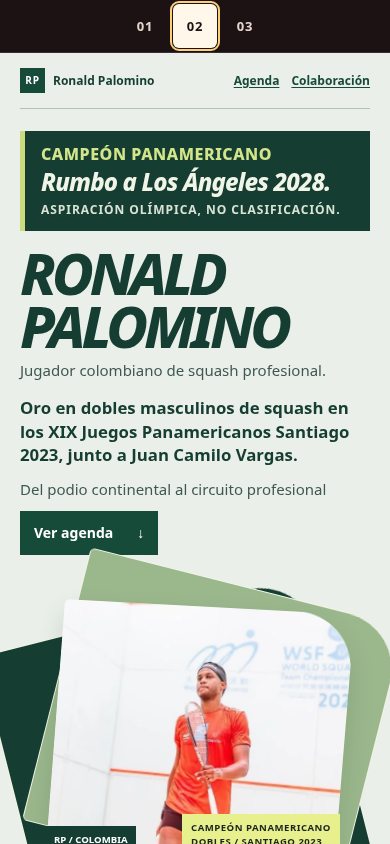 01 02 03
RP Ronald Palomino Agenda Colaboración
CAMPEÓN PANAMERICANO
Rumbo a Los Ángeles 2028.
ASPIRACIÓN OLÍMPICA, NO CLASIFICACIÓN.
RONALD
PALOMINO
Jugador colombiano de squash profesional.
Oro en dobles masculinos de squash en
los XIX Juegos Panamericanos Santiago
2023, junto a Juan Camilo Vargas.
Del podio continental al circuito profesional
Ver agenda ↓
WSF
WORLD SQUA
Team Championship
202
RP / COLOMBIA
CAMPEÓN PANAMERICANO
DOBLES / SANTIAGO 2023